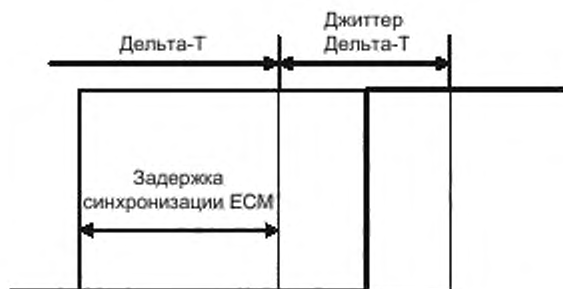 Дельта-Т
Джиттер
Дельта-Т
Задержка
синхронизации ECM